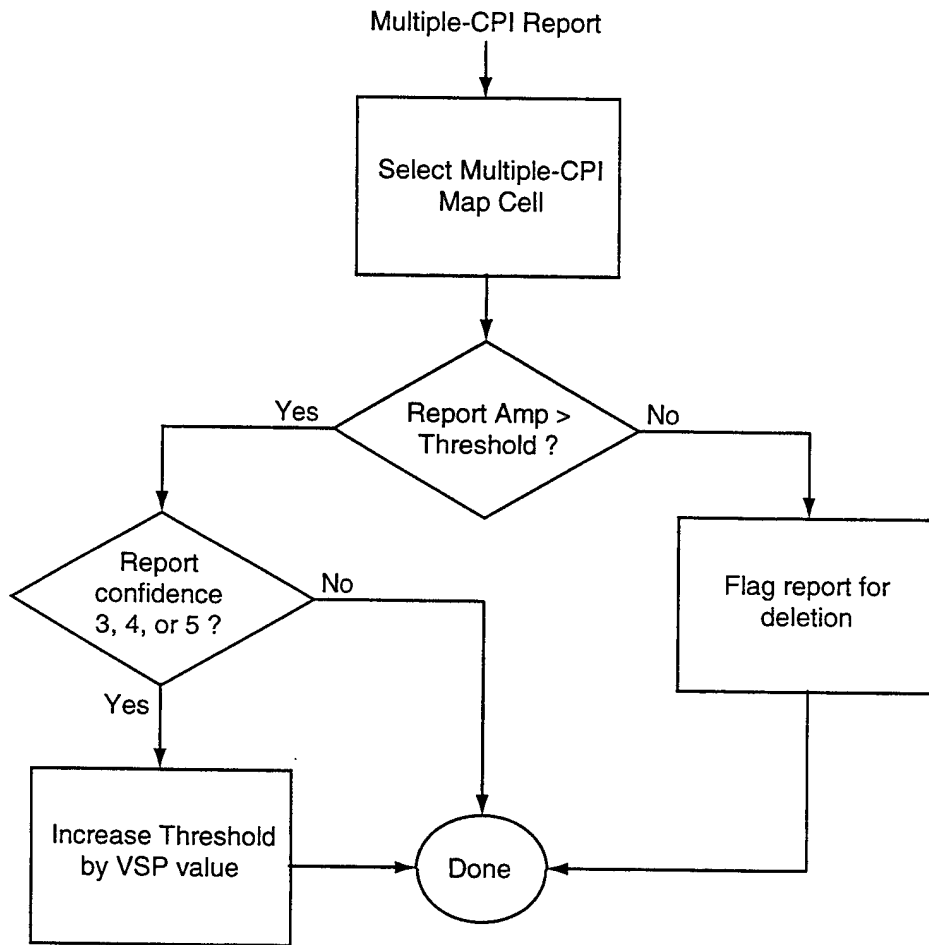 Multiple-CPI Report
Select Multiple-CPI
Map Cell
Yes
Report Amp >
Threshold ?
No
Report
confidence
3, 4, or 5 ?
No
Flag report for
deletion
Yes
Increase Threshold
by VSP value
Done